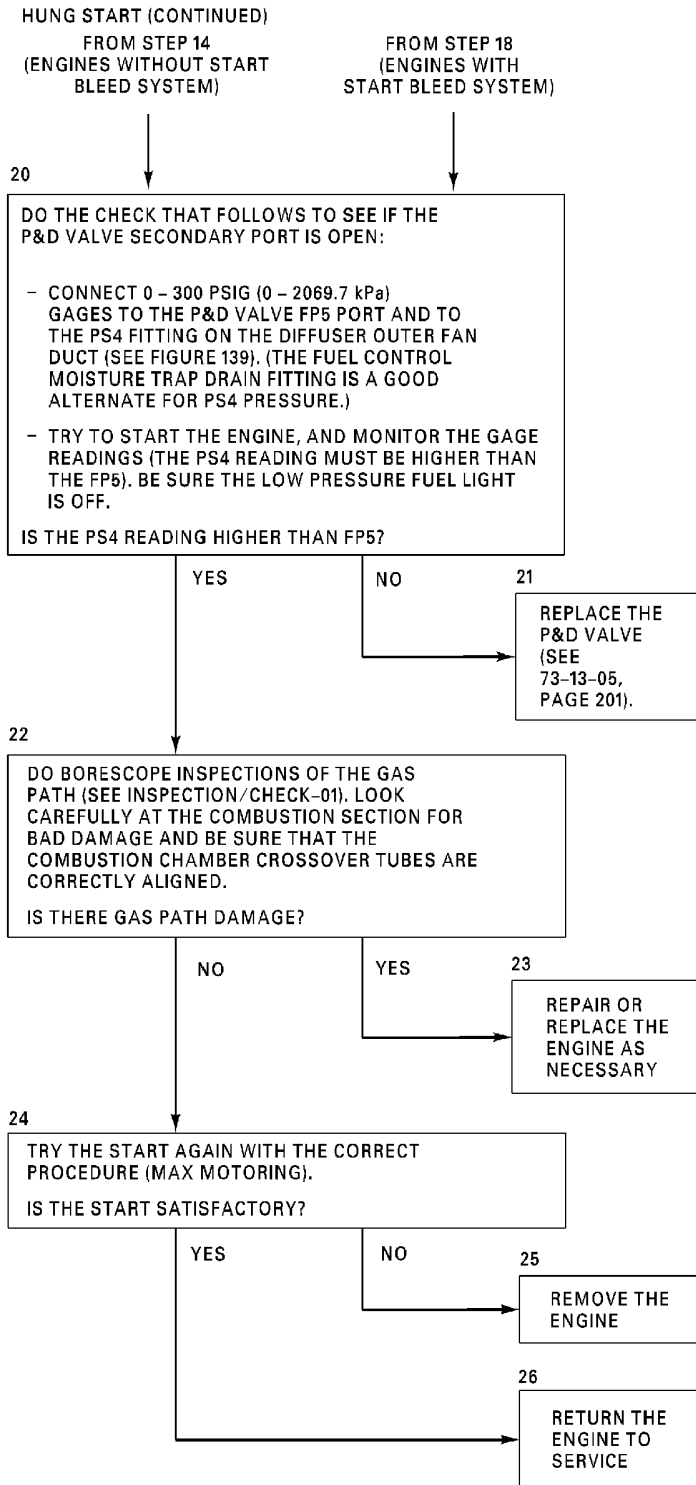 HUNG START (CONTINUED)
FROM STEP 14
(ENGINES WITHOUT START
BLEED SYSTEM)
FROM STEP 18
(ENGINES WITH
START BLEED SYSTEM)
20
DO THE CHECK THAT FOLLOWS TO SEE IF THE
P&D VALVE SECONDARY PORT IS OPEN:
– CONNECT 0 – 300 PSIG (0 – 2069.7 kPa)
GAGES TO THE P&D VALVE FP5 PORT AND TO
THE PS4 FITTING ON THE DIFFUSER OUTER FAN
DUCT (SEE FIGURE 139). (THE FUEL CONTROL
MOISTURE TRAP DRAIN FITTING IS A GOOD
ALTERNATE FOR PS4 PRESSURE.)
– TRY TO START THE ENGINE, AND MONITOR THE GAGE
READINGS (THE PS4 READING MUST BE HIGHER THAN
THE FP5). BE SURE THE LOW PRESSURE FUEL LIGHT
IS OFF.
IS THE PS4 READING HIGHER THAN FP5?
YES
NO
21
REPLACE THE
P&D VALVE
(SEE
73–13–05,
PAGE 201).
22
DO BORESCOPE INSPECTIONS OF THE GAS
PATH (SEE INSPECTION/CHECK–01). LOOK
CAREFULLY AT THE COMBUSTION SECTION FOR
BAD DAMAGE AND BE SURE THAT THE
COMBUSTION CHAMBER CROSSOVER TUBES ARE
CORRECTLY ALIGNED.
IS THERE GAS PATH DAMAGE?
NO
YES
23
REPAIR OR
REPLACE THE
ENGINE AS
NECESSARY
24
TRY THE START AGAIN WITH THE CORRECT
PROCEDURE (MAX MOTORING).
IS THE START SATISFACTORY?
YES
NO
25
REMOVE THE
ENGINE
26
RETURN THE
ENGINE TO
SERVICE